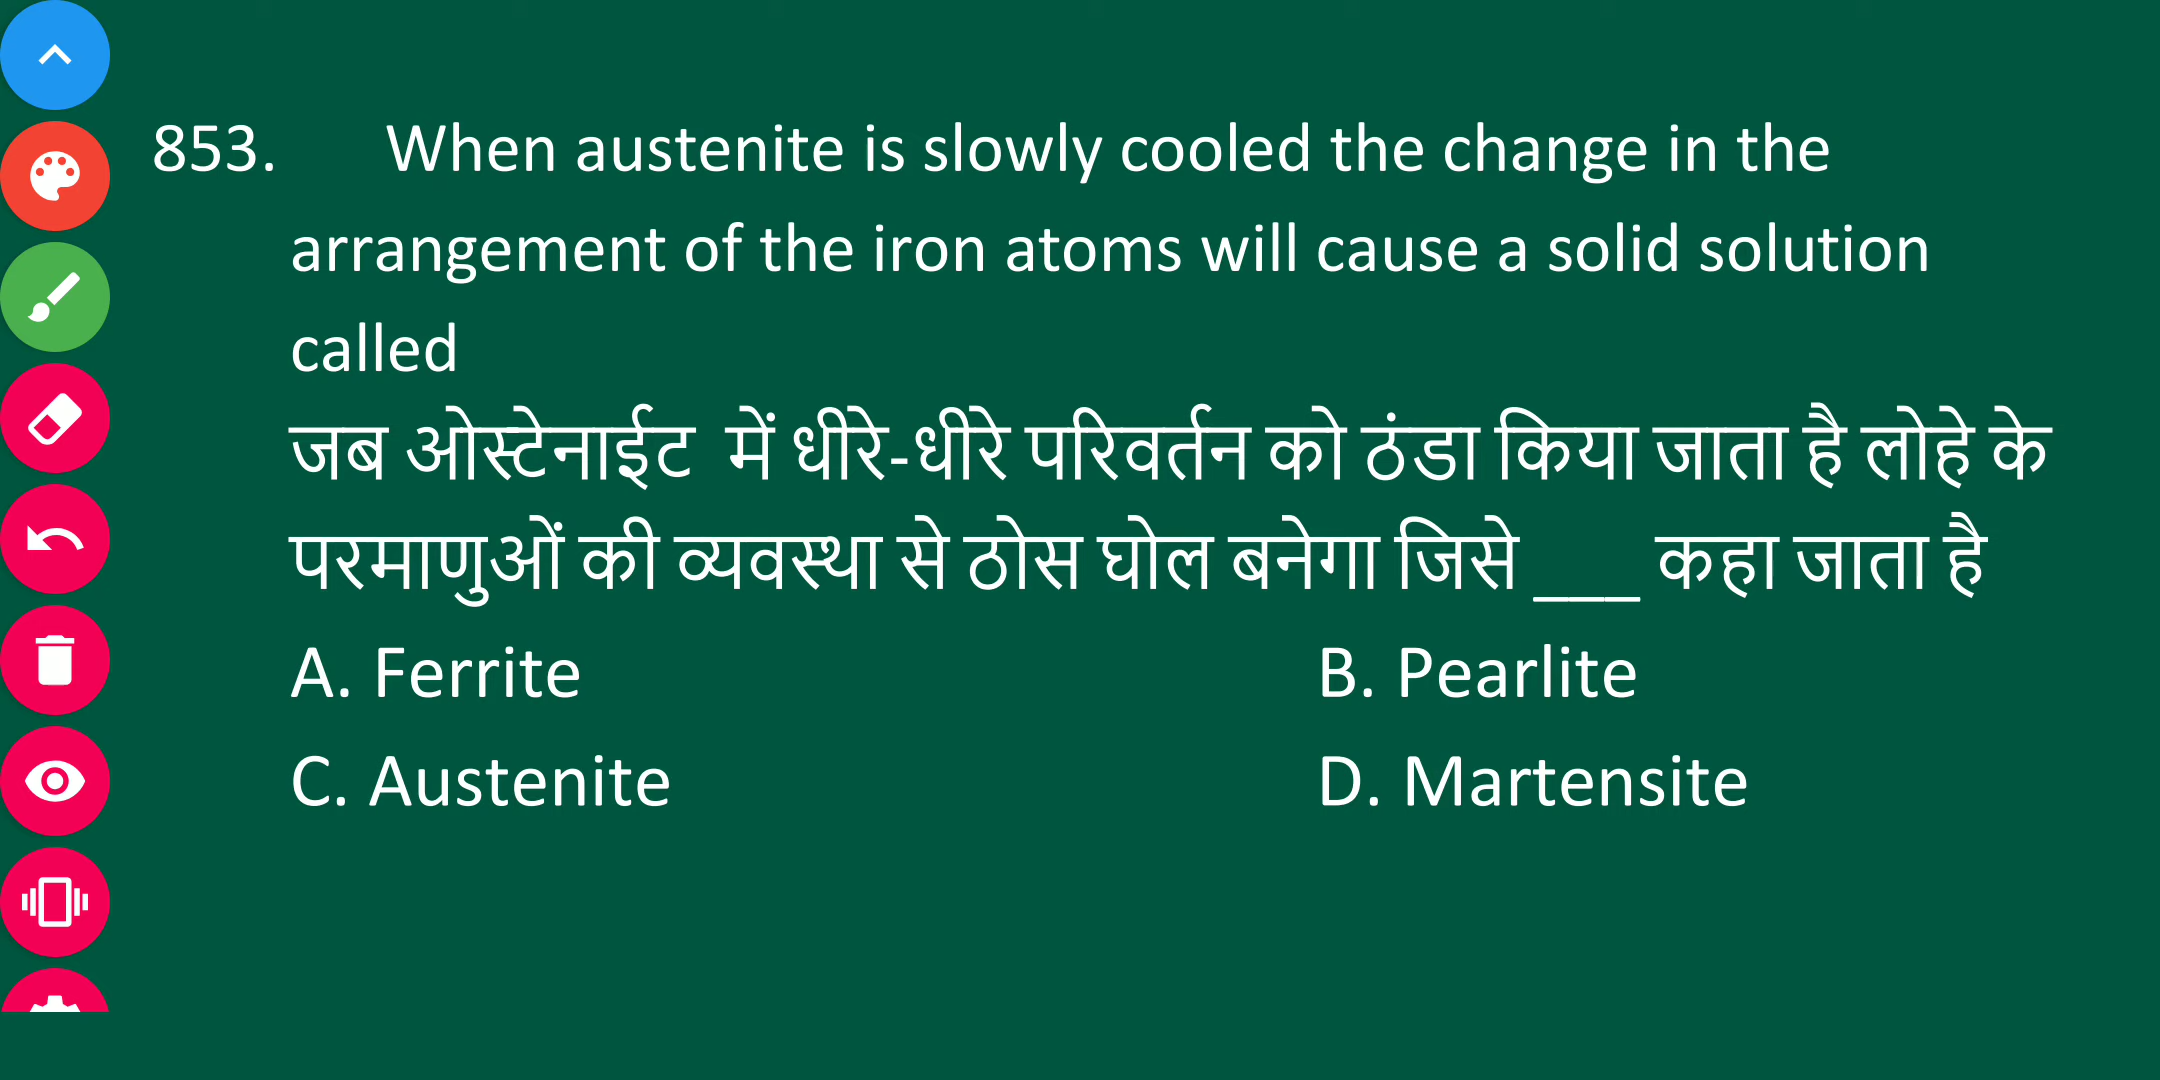 853. When austenite is slowly cooled the change in the
arrangement of the iron atoms will cause a solid solution
called
जब ओस्टेनाईट में धीरे-धीरे परिवर्तन को ठंडा किया जाता है लोहे के
परमाणुओं की व्यवस्था से ठोस घोल बनेगा जिसे ___ कहा जाता है
A. Ferrite B. Pearlite
C. Austenite D. Martensite